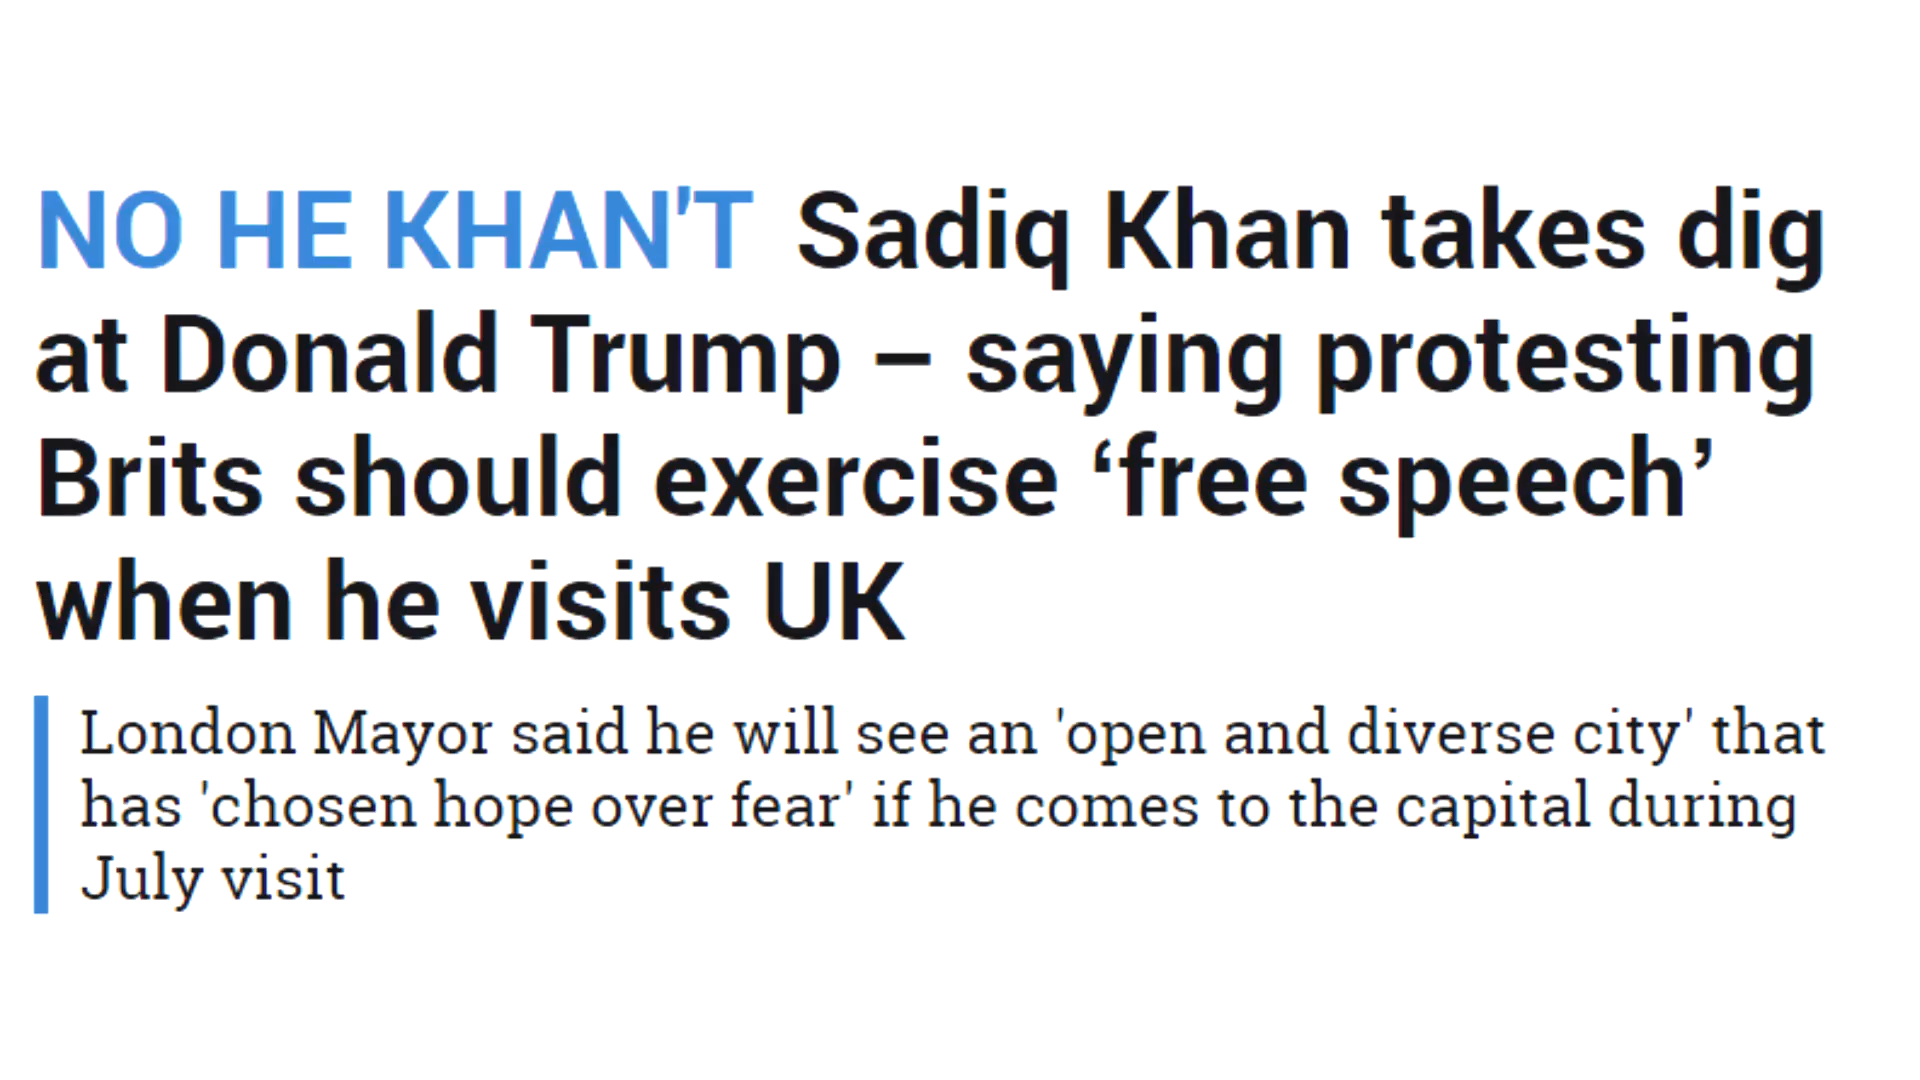 NO HE KHAN'T Sadiq Khan takes dig
at Donald Trump – saying protesting
Brits should exercise ‘free speech’
when he visits UK
London Mayor said he will see an 'open and diverse city' that
has 'chosen hope over fear' if he comes to the capital during
July visit